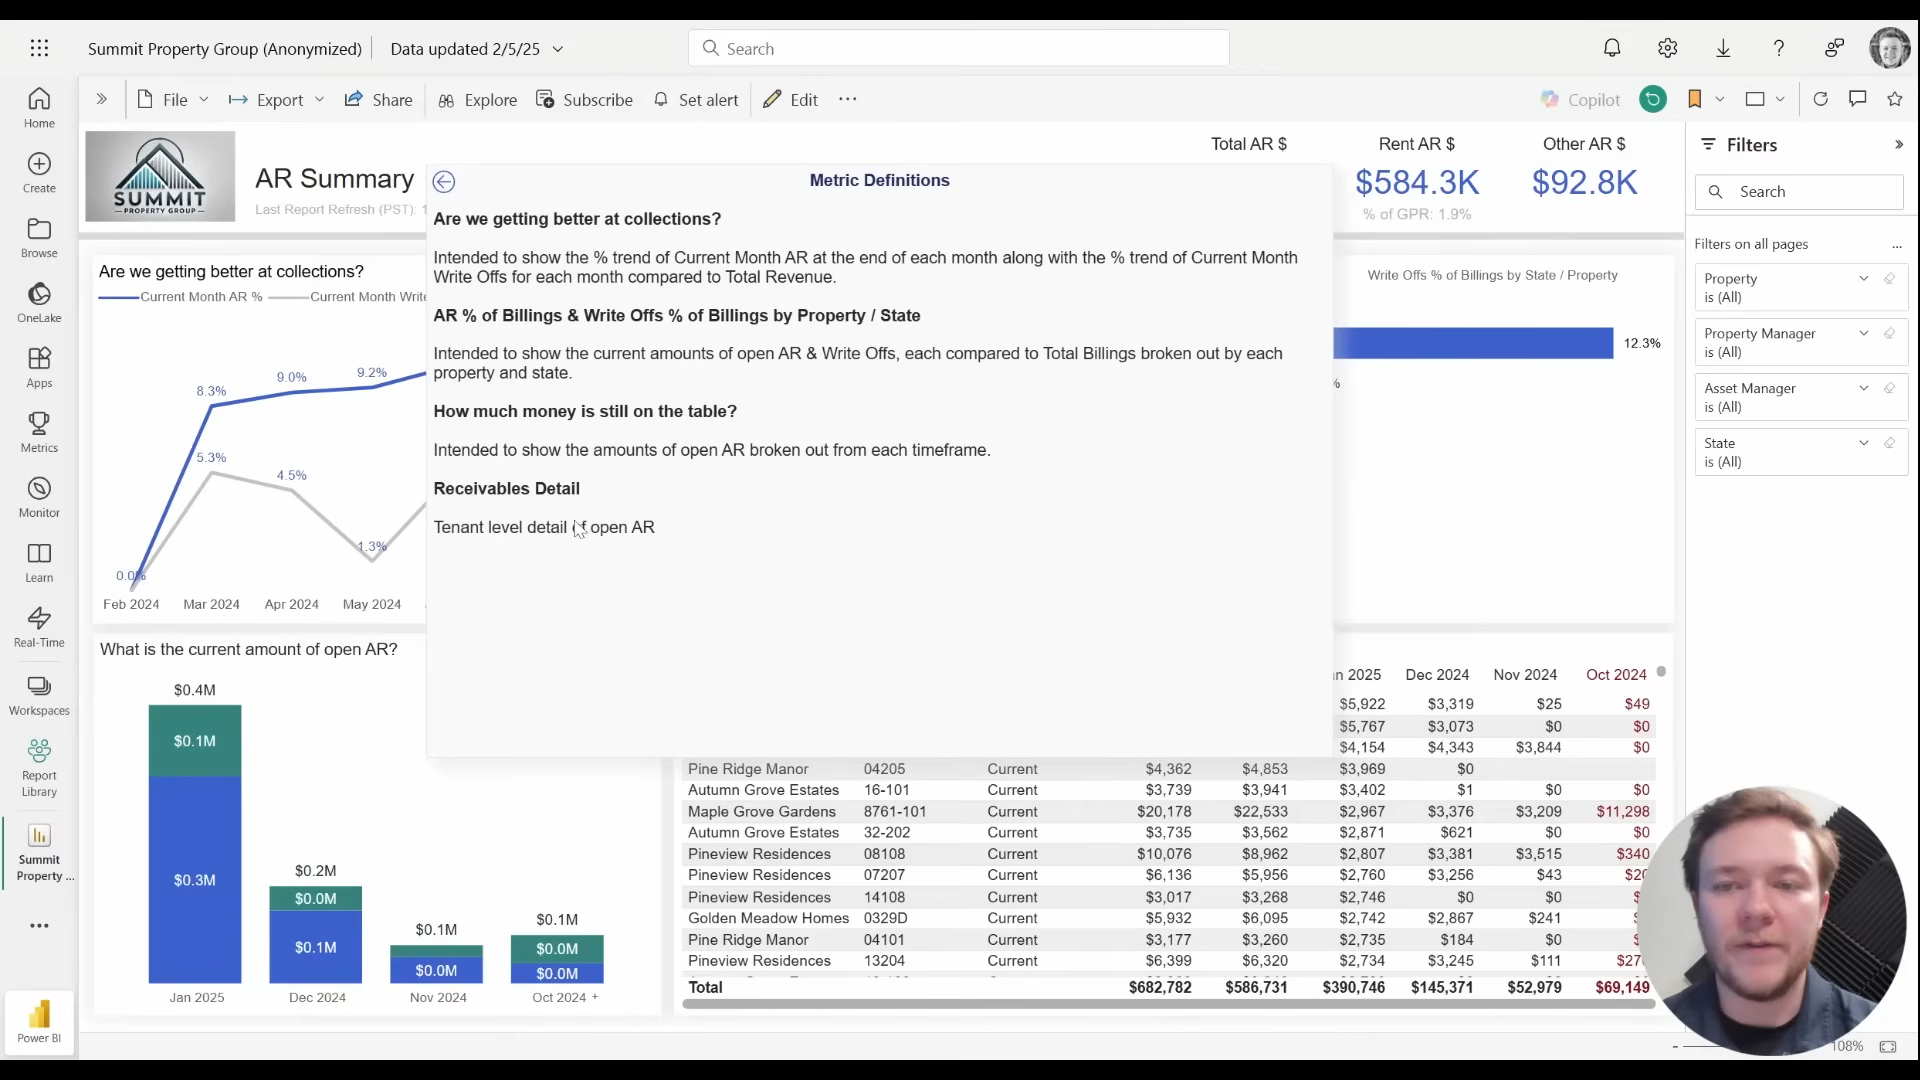 Summit Property Group (Anonymized)
Data updated 2/5/25
Search
File
Export
Share
Explore
Subscribe
Set alert
Edit
Copilot
Home
Create
Browse
OneLake
Apps
Metrics
Monitor
Learn
Real-Time
Workspaces
Report
Library
Summit
Property ...
Power BI
SUMMIT
PROPERTY GROUP
AR Summary
Last Report Refresh (PST): 1
Total AR $
Rent AR $
Other AR $
$584.3K
$92.8K
% of GPR: 1.9%
Metric Definitions
Are we getting better at collections?
Intended to show the % trend of Current Month AR at the end of each month along with the % trend of Current Month
Write Offs for each month compared to Total Revenue.
AR % of Billings & Write Offs % of Billings by Property / State
Intended to show the current amounts of open AR & Write Offs, each compared to Total Billings broken out by each
property and state.
How much money is still on the table?
Intended to show the amounts of open AR broken out from each timeframe.
Receivables Detail
Tenant level detail of open AR
Are we getting better at collections?
Current Month AR %
Current Month Write
8.3%
9.0%
9.2%
5.3%
4.5%
1.3%
0.0%
Feb 2024
Mar 2024
Apr 2024
May 2024
Write Offs % of Billings by State / Property
12.3%
%
What is the current amount of open AR?
$0.4M
$0.1M
$0.3M
$0.2M
$0.0M
$0.1M
$0.1M
$0.0M
$0.1M
$0.0M
$0.0M
Jan 2025
Dec 2024
Nov 2024
Oct 2024 +
n 2025 Dec 2024 Nov 2024 Oct 2024
$5,922 $3,319 $25 $49
$5,767 $3,073 $0 $0
$4,154 $4,343 $3,844 $0
Pine Ridge Manor 04205 Current $4,362 $4,853 $3,969 $0
Autumn Grove Estates 16-101 Current $3,739 $3,941 $3,402 $1 $0 $0
Maple Grove Gardens 8761-101 Current $20,178 $22,533 $2,967 $3,376 $3,209 $11,298
Autumn Grove Estates 32-202 Current $3,735 $3,562 $2,871 $621 $0 $0
Pineview Residences 08108 Current $10,076 $8,962 $2,807 $3,381 $3,515 $340
Pineview Residences 07207 Current $6,136 $5,956 $2,760 $3,256 $43 $20
Pineview Residences 14108 Current $3,017 $3,268 $2,746 $0 $0
Golden Meadow Homes 0329D Current $5,932 $6,095 $2,742 $2,867 $241
Pine Ridge Manor 04101 Current $3,177 $3,260 $2,735 $184 $0
Pineview Residences 13204 Current $6,399 $6,320 $2,734 $3,245 $111
Total $682,782 $586,731 $390,746 $145,371 $52,979 $69,149
Filters
Search
Filters on all pages
...
Property
is (All)
Property Manager
is (All)
Asset Manager
is (All)
State
is (All)
108%